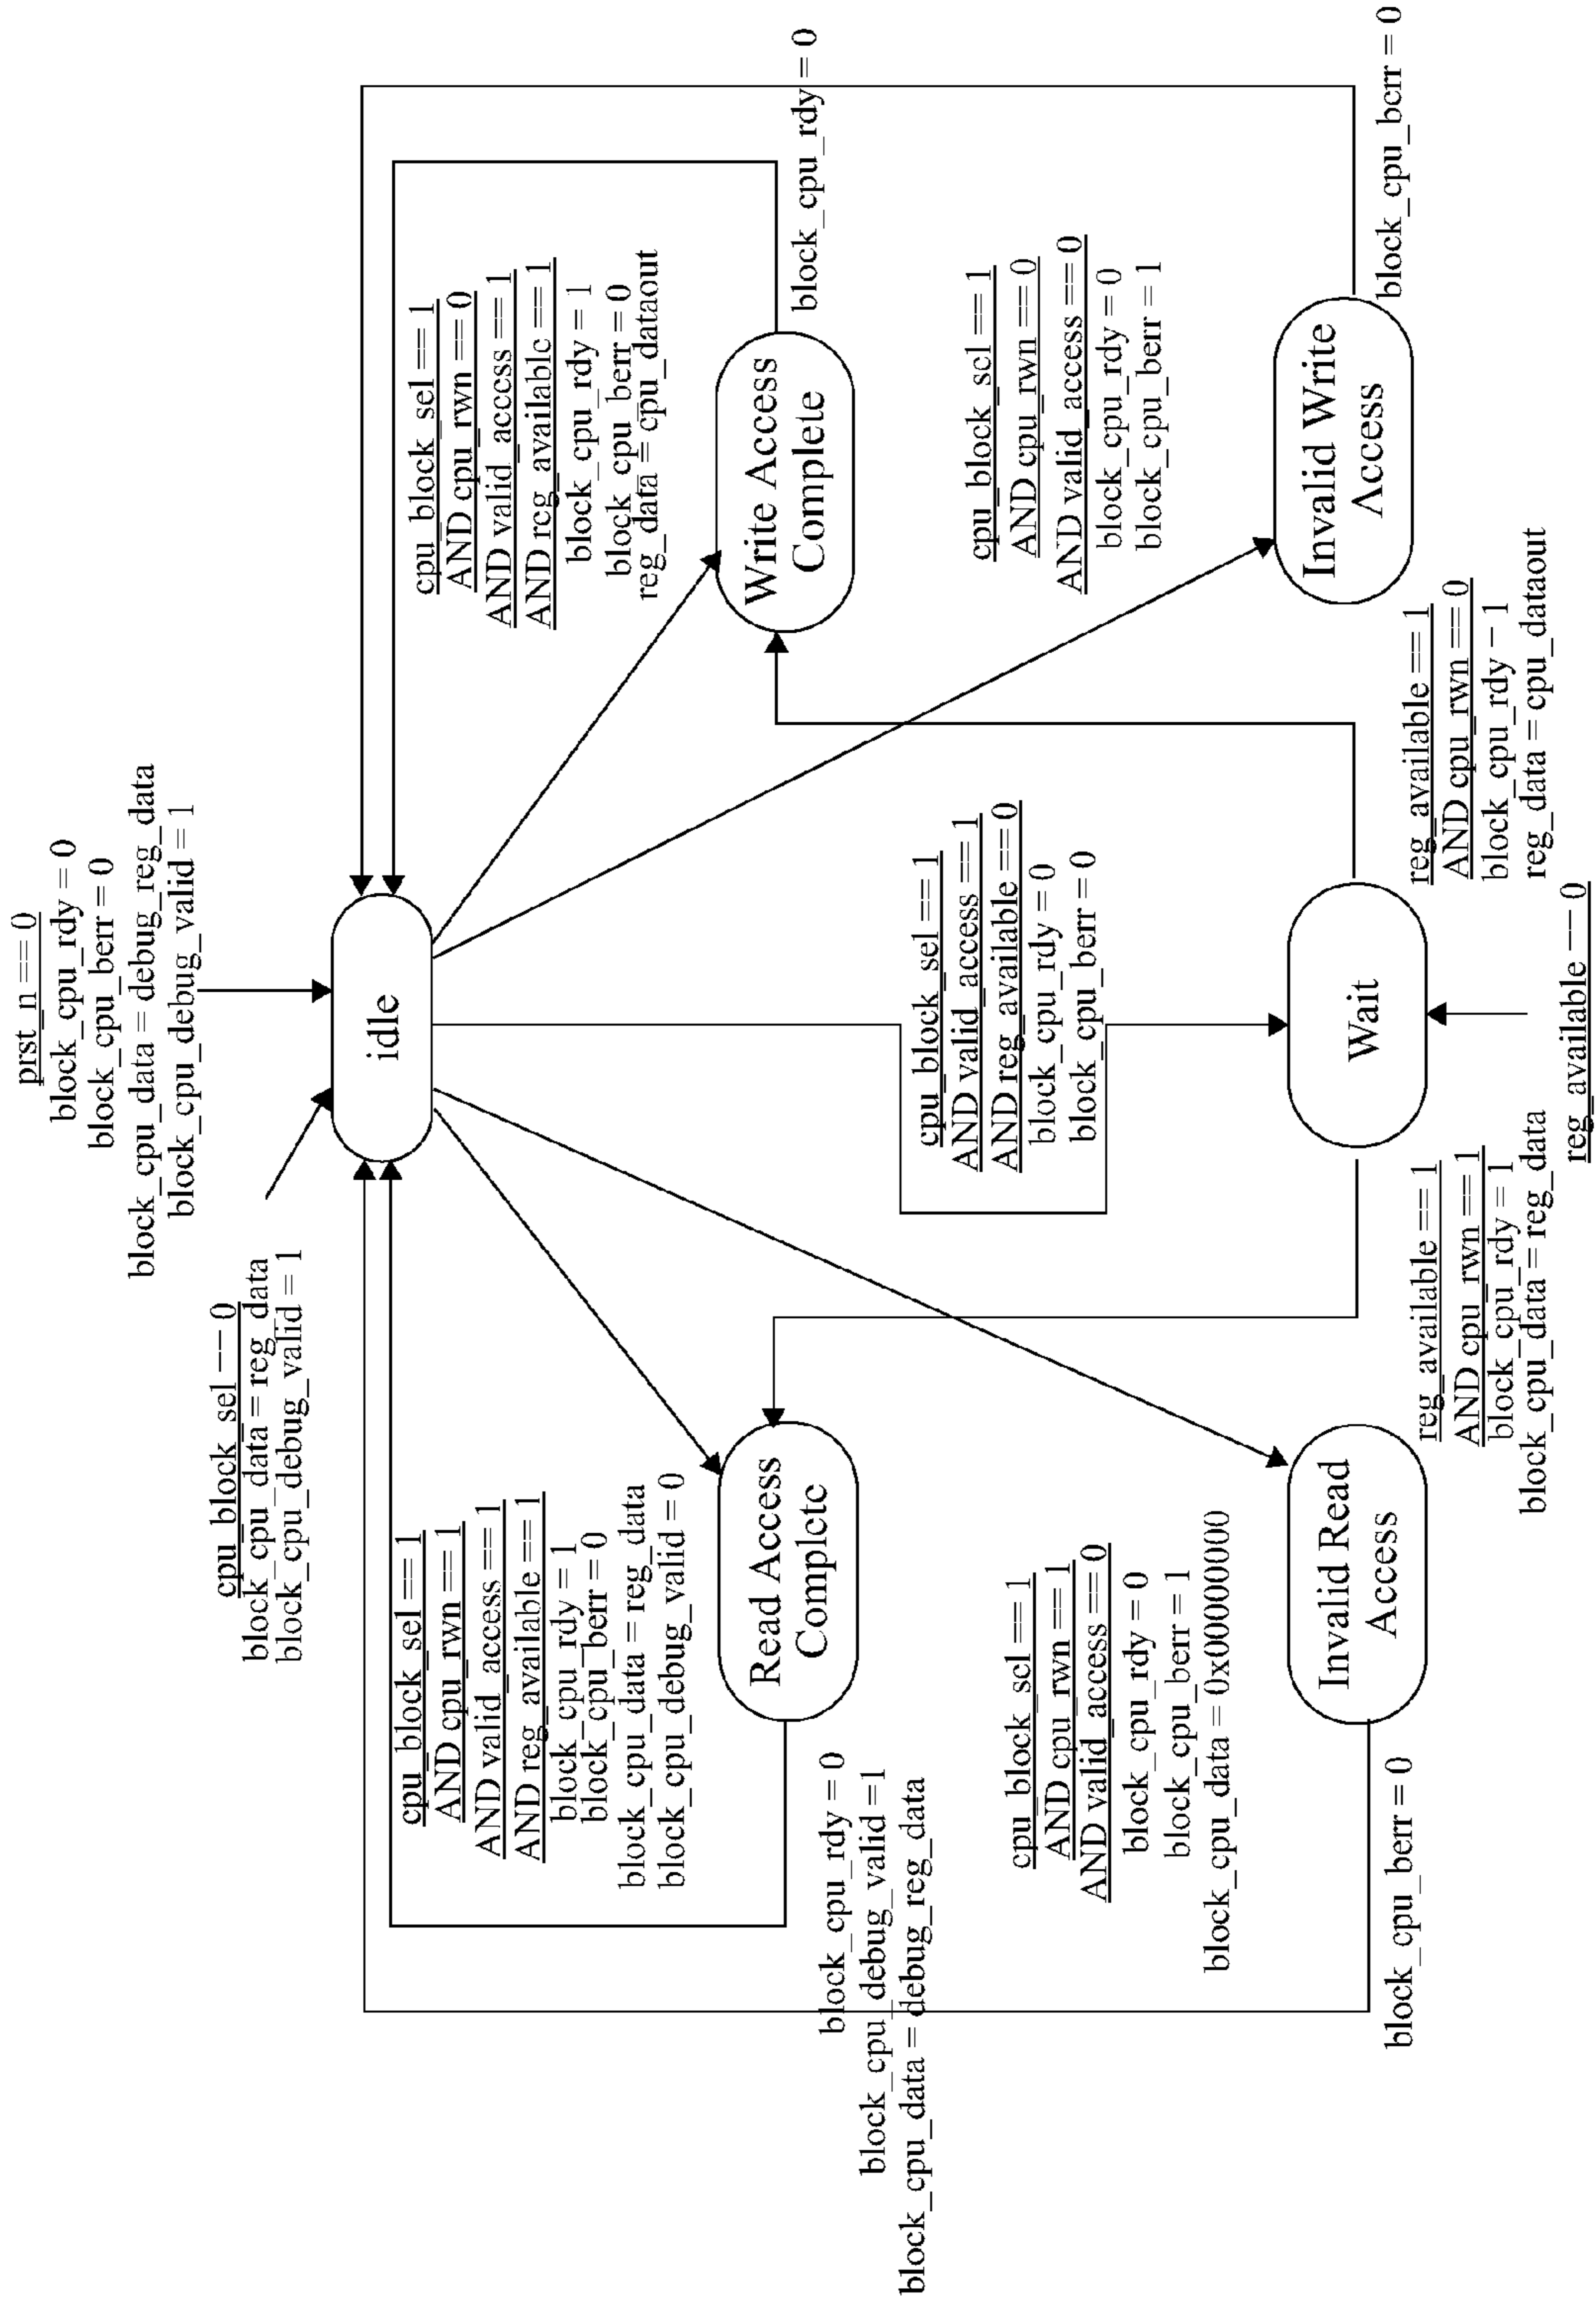 prst_n == 0
block_cpu_rdy = 0
block_cpu_berr = 0
block_cpu_data = debug_reg_data
block_cpu_debug_valid = 1
cpu_block_sel == 0
block_cpu_data = reg_data
block_cpu_debug_valid = 1
idle
cpu_block_sel == 1
AND cpu_rwn == 1
AND valid_access == 1
AND reg_available == 1
block_cpu_rdy = 1
block_cpu_berr = 0
block_cpu_data = reg_data
block_cpu_debug_valid = 0
cpu_block_sel == 1
AND cpu_rwn == 0
AND valid_access == 1
AND reg_available == 1
block_cpu_rdy = 1
block_cpu_berr = 0
reg_data = cpu_dataout
Read Access
Complete
Write Access
Complete
block_cpu_rdy = 0
block_cpu_debug_valid =1
block_cpu_data = debug_reg_data
block_cpu_rdy = 0
cpu_block_sel == 1
AND valid_access == 1
AND reg_available == 0
block_cpu_rdy = 0
block_cpu_berr = 0
cpu_block_sel == 1
AND cpu_rwn == 1
AND valid_access == 0
block_cpu_rdy = 0
block_cpu_berr = 1
block_cpu_data = 0x00000000
cpu_block_sel == 1
AND cpu_rwn == 0
AND valid_access == 0
block_cpu_rdy = 0
block_cpu_berr = 1
Invalid Read
Access
Wait
Invalid Write
Access
block_cpu_berr = 0
reg_available == 1
AND cpu_rwn == 1
block_cpu_rdy = 1
block_cpu_data = reg_data
reg_available == 1
AND cpu_rwn == 0
block_cpu_rdy = 1
reg_data = cpu_dataout
block_cpu_berr = 0
reg_available == 0